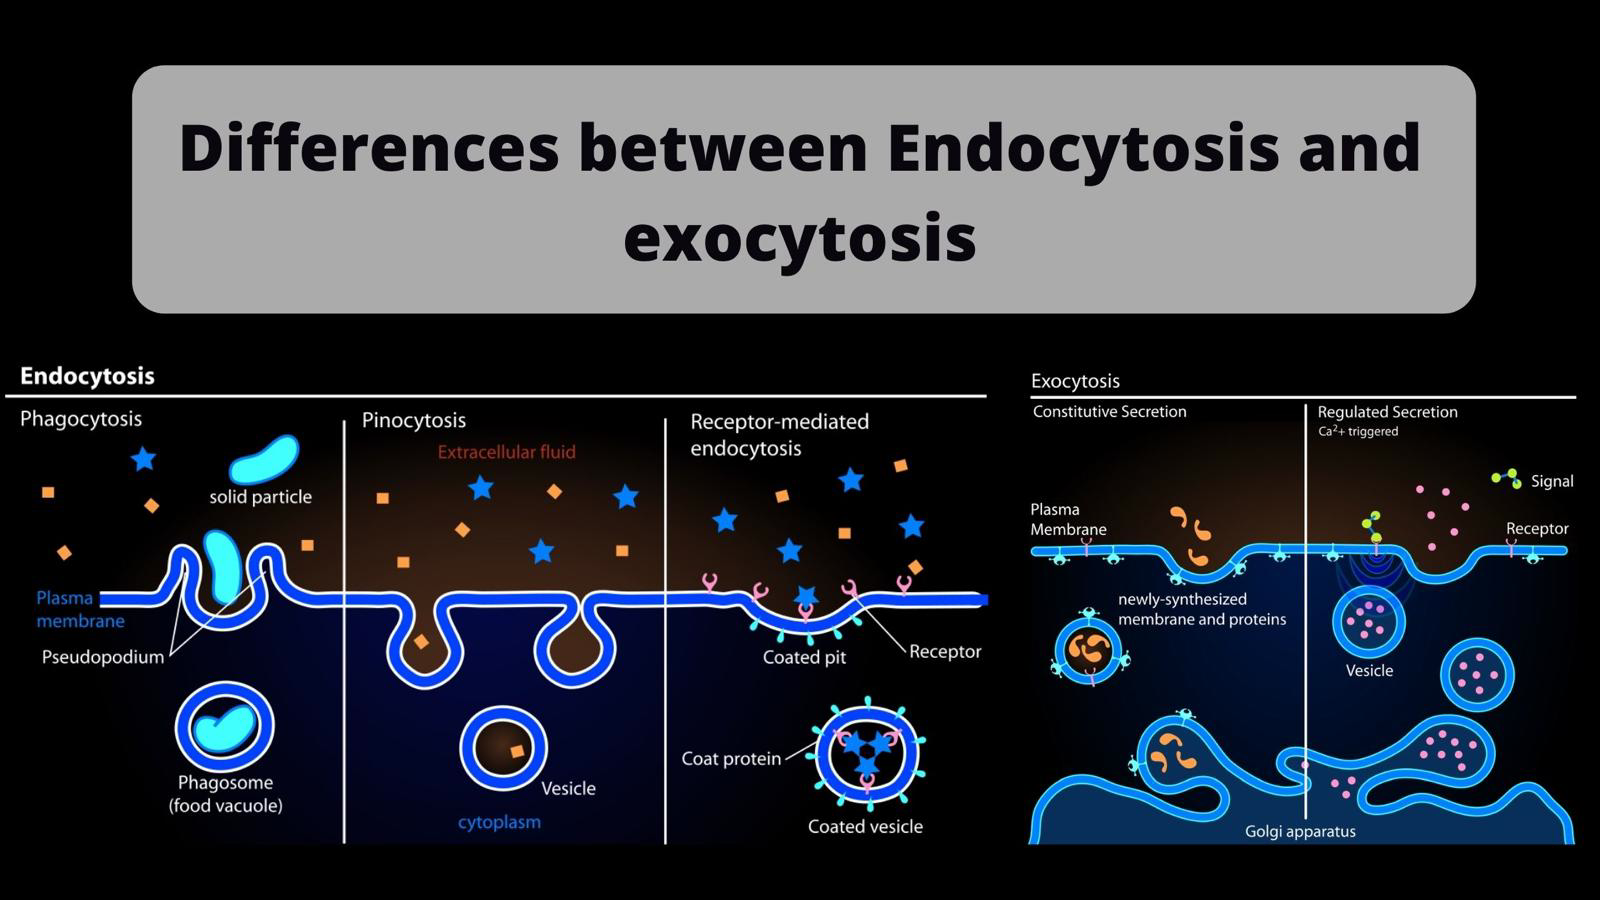 Differences between Endocytosis and
exocytosis
Endocytosis
Phagocytosis
solid particle
Plasma
membrane
Pseudopodium
Phagosome
(food vacuole)
Pinocytosis
Extracellular fluid
Vesicle
cytoplasm
Receptor-mediated
endocytosis
Coated pit
Receptor
Coat protein
Coated vesicle
Exocytosis
Constitutive Secretion
Plasma
Membrane
newly-synthesized
membrane and proteins
Regulated Secretion
Ca²+ triggered
Signal
Receptor
Vesicle
Golgi apparatus